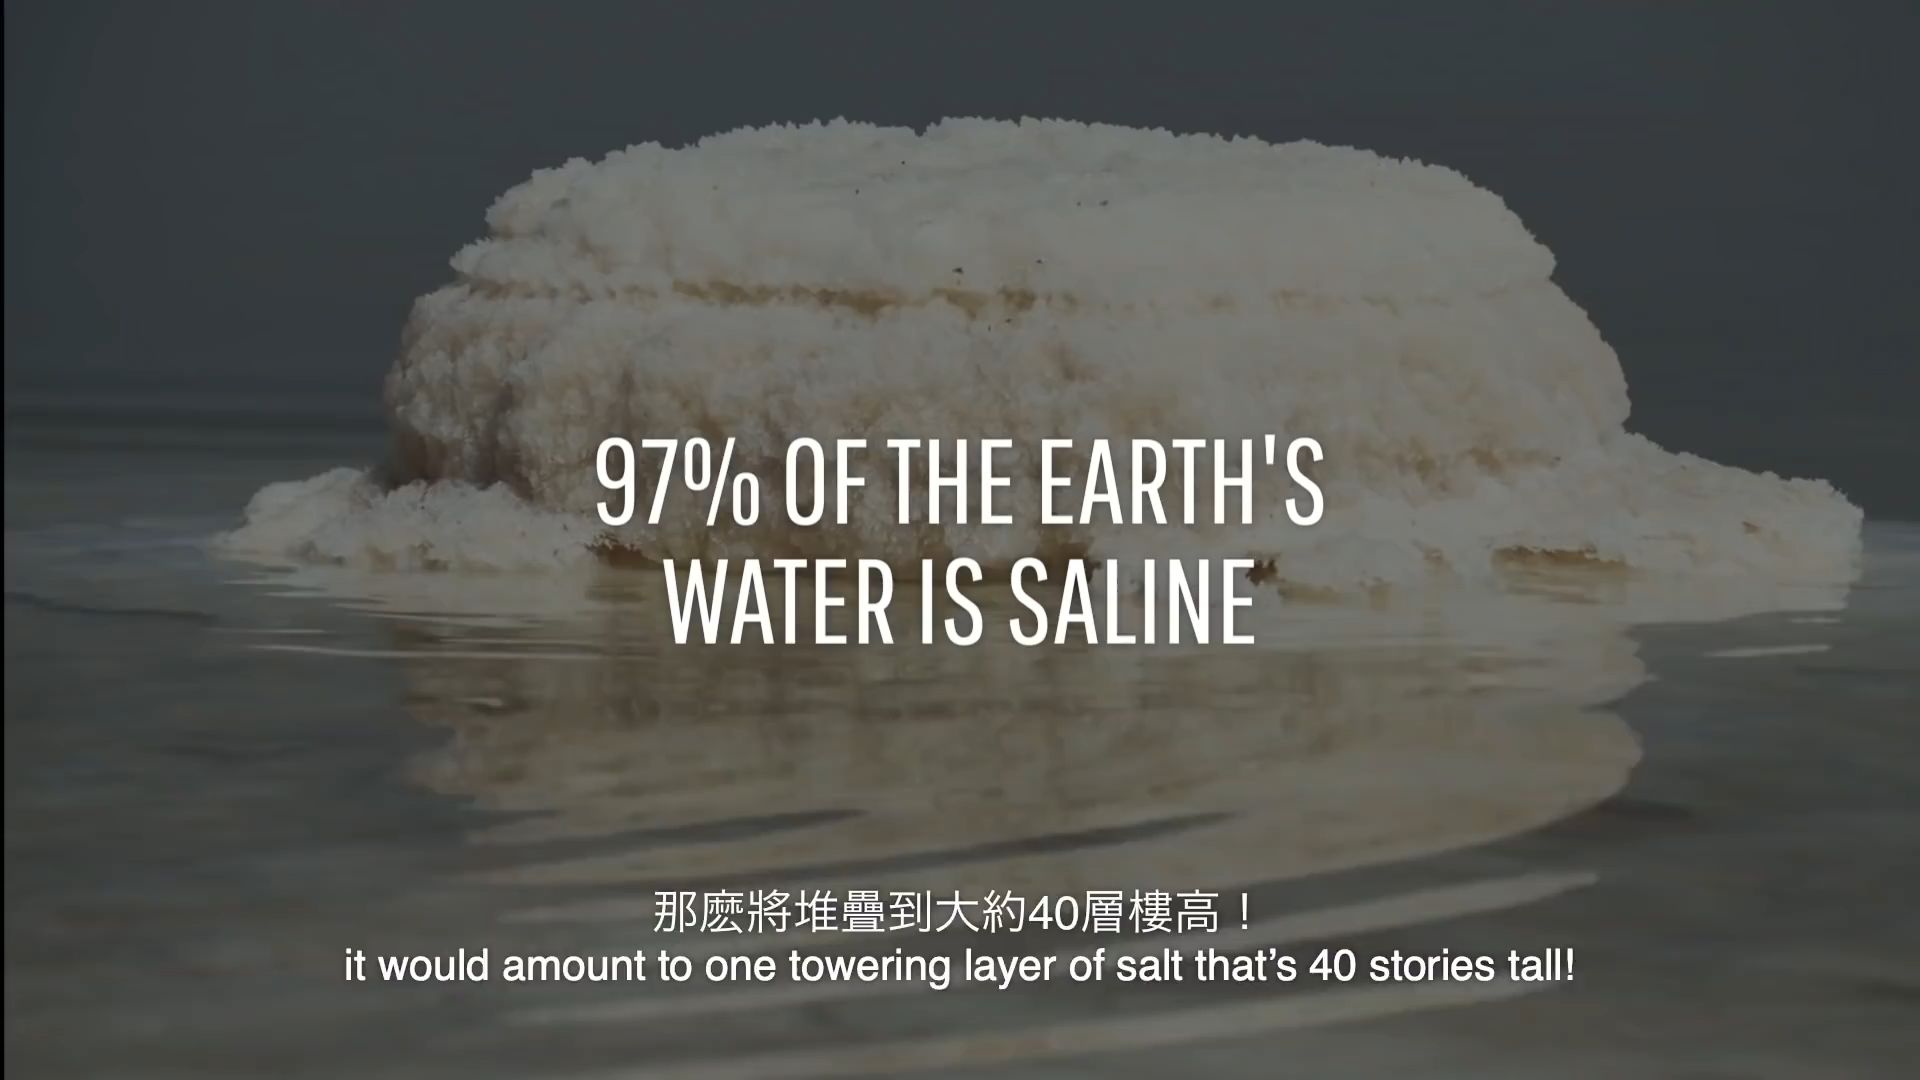 97% OF THE EARTH'S
WATER IS SALINE
那麽將堆疊到大約40層樓高！
it would amount to one towering layer of salt that’s 40 stories tall!